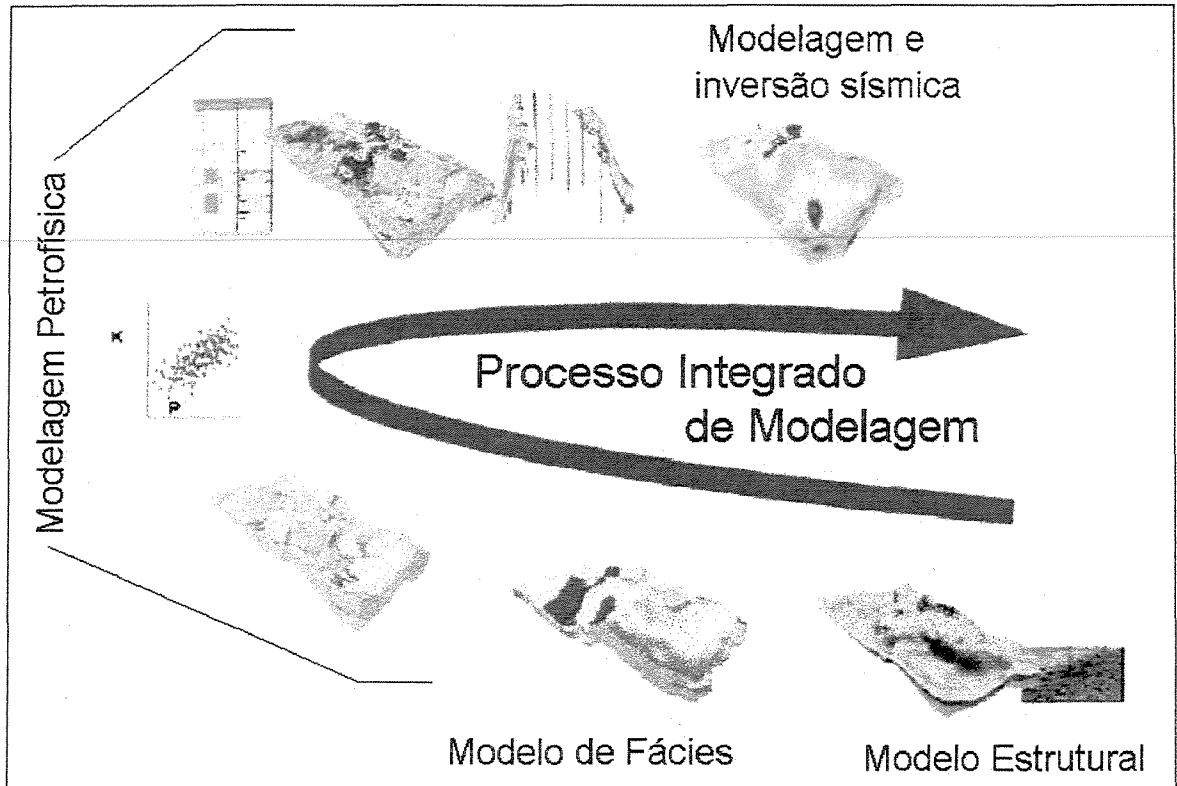 Modelagem e
inversão sísmica
Modelagem Petrofísica
Processo Integrado
de Modelagem
Modelo de Fácies
Modelo Estrutural